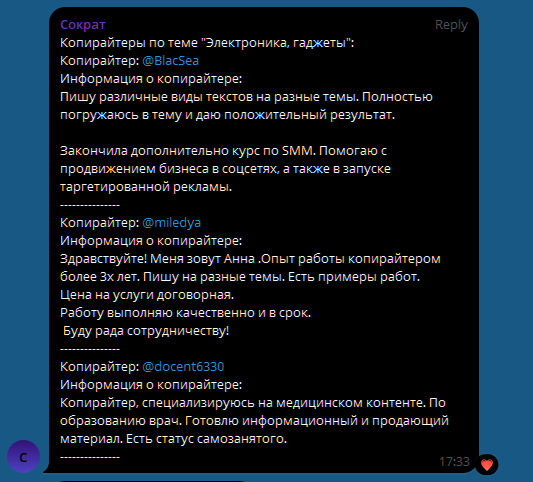 Сократ Reply
Копирайтеры по теме "Электроника, гаджеты":
Копирайтер: @BlacSea
Информация о копирайтере:
Пишу различные виды текстов на разные темы. Полностью
погружаюсь в тему и даю положительный результат.
Закончила дополнительно курс по SMM. Помогаю с
продвижением бизнеса в соцсетях, а также в запуске
таргетированной рекламы.
---------------
Копирайтер: @miledya
Информация о копирайтере:
Здравствуйте! Меня зовут Анна .Опыт работы копирайтером
более 3х лет. Пишу на разные темы. Есть примеры работ.
Цена на услуги договорная.
Работу выполняю качественно и в срок.
Буду рада сотрудничеству!
---------------
Копирайтер: @docent6330
Информация о копирайтере:
Копирайтер, специализируюсь на медицинском контенте. По
образованию врач. Готовлю информационный и продающий
материал. Есть статус самозанятого.
---------------
С
17:33